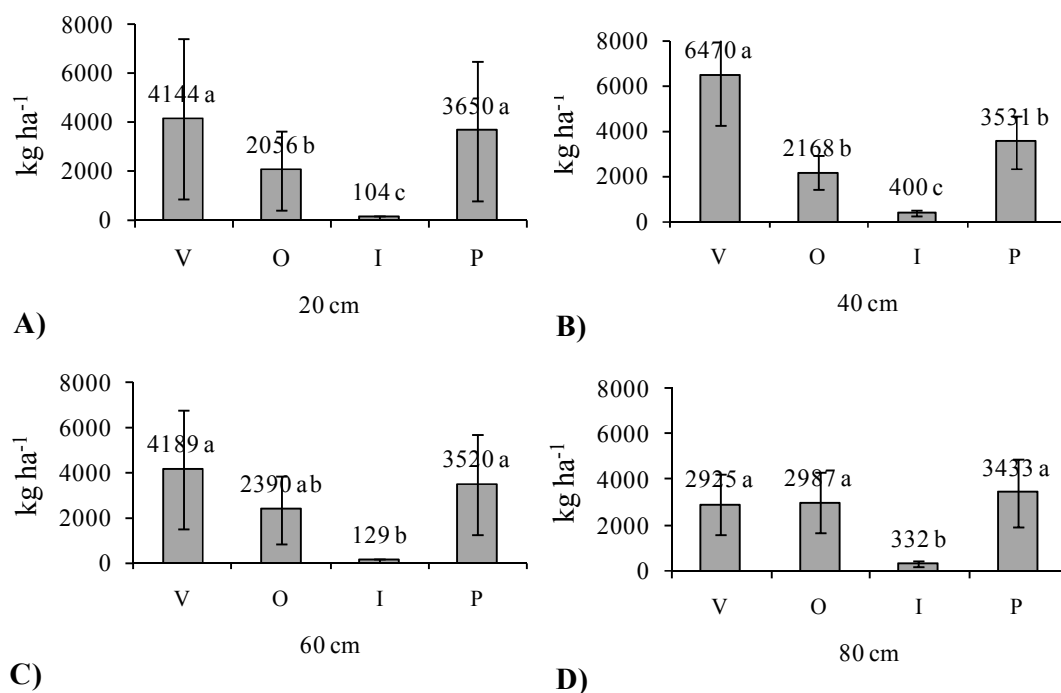 8000
6000
4000
2000
0
kg ha-1
4144 a
2056 b
104 c
3650 a
V O I P
20 cm
A)
8000
6000
4000
2000
0
kg ha-1
6470 a
2168 b
400 c
3531 b
V O I P
40 cm
B)
8000
6000
4000
2000
0
kg ha-1
4189 a
2390 ab
129 b
3520 a
V O I P
60 cm
C)
8000
6000
4000
2000
0
kg ha-1
2925 a
2987 a
332 b
3433 a
V O I P
80 cm
D)